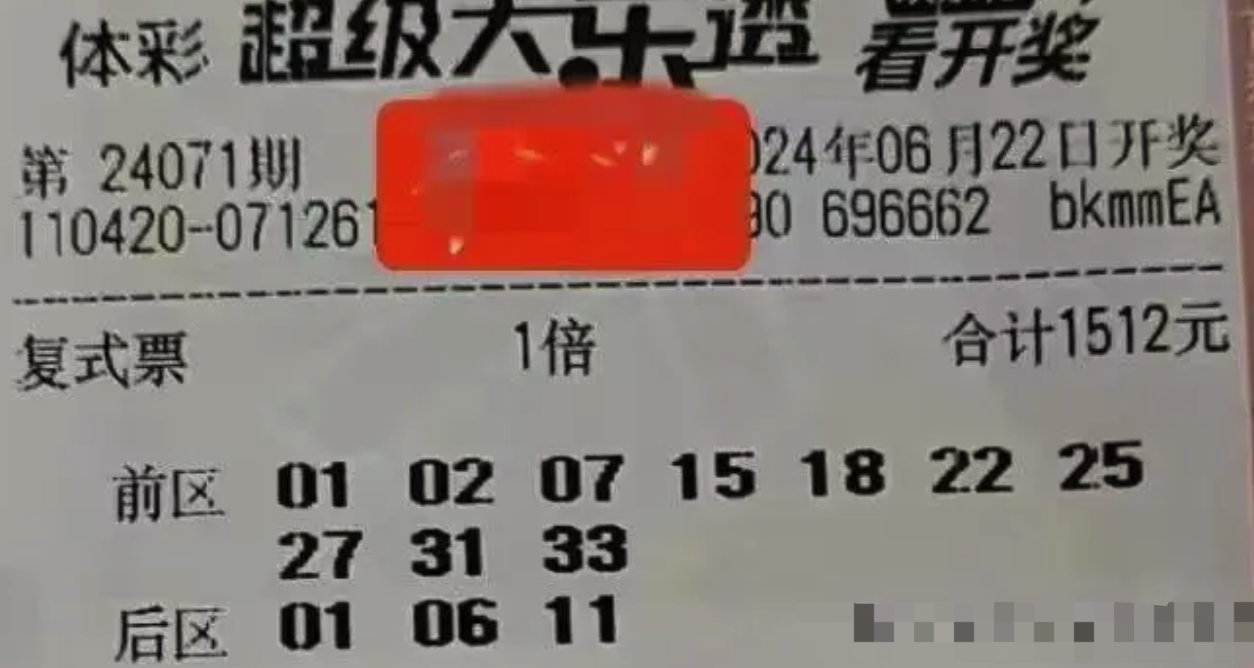 体彩 超级大乐透 看开奖
第 24071期 024年06月22日开奖
110420-071261 90 696662 bkmmEA
复式票 1倍 合计1512元
前区 01 02 07 15 18 22 25
27 31 33
后区 01 06 11